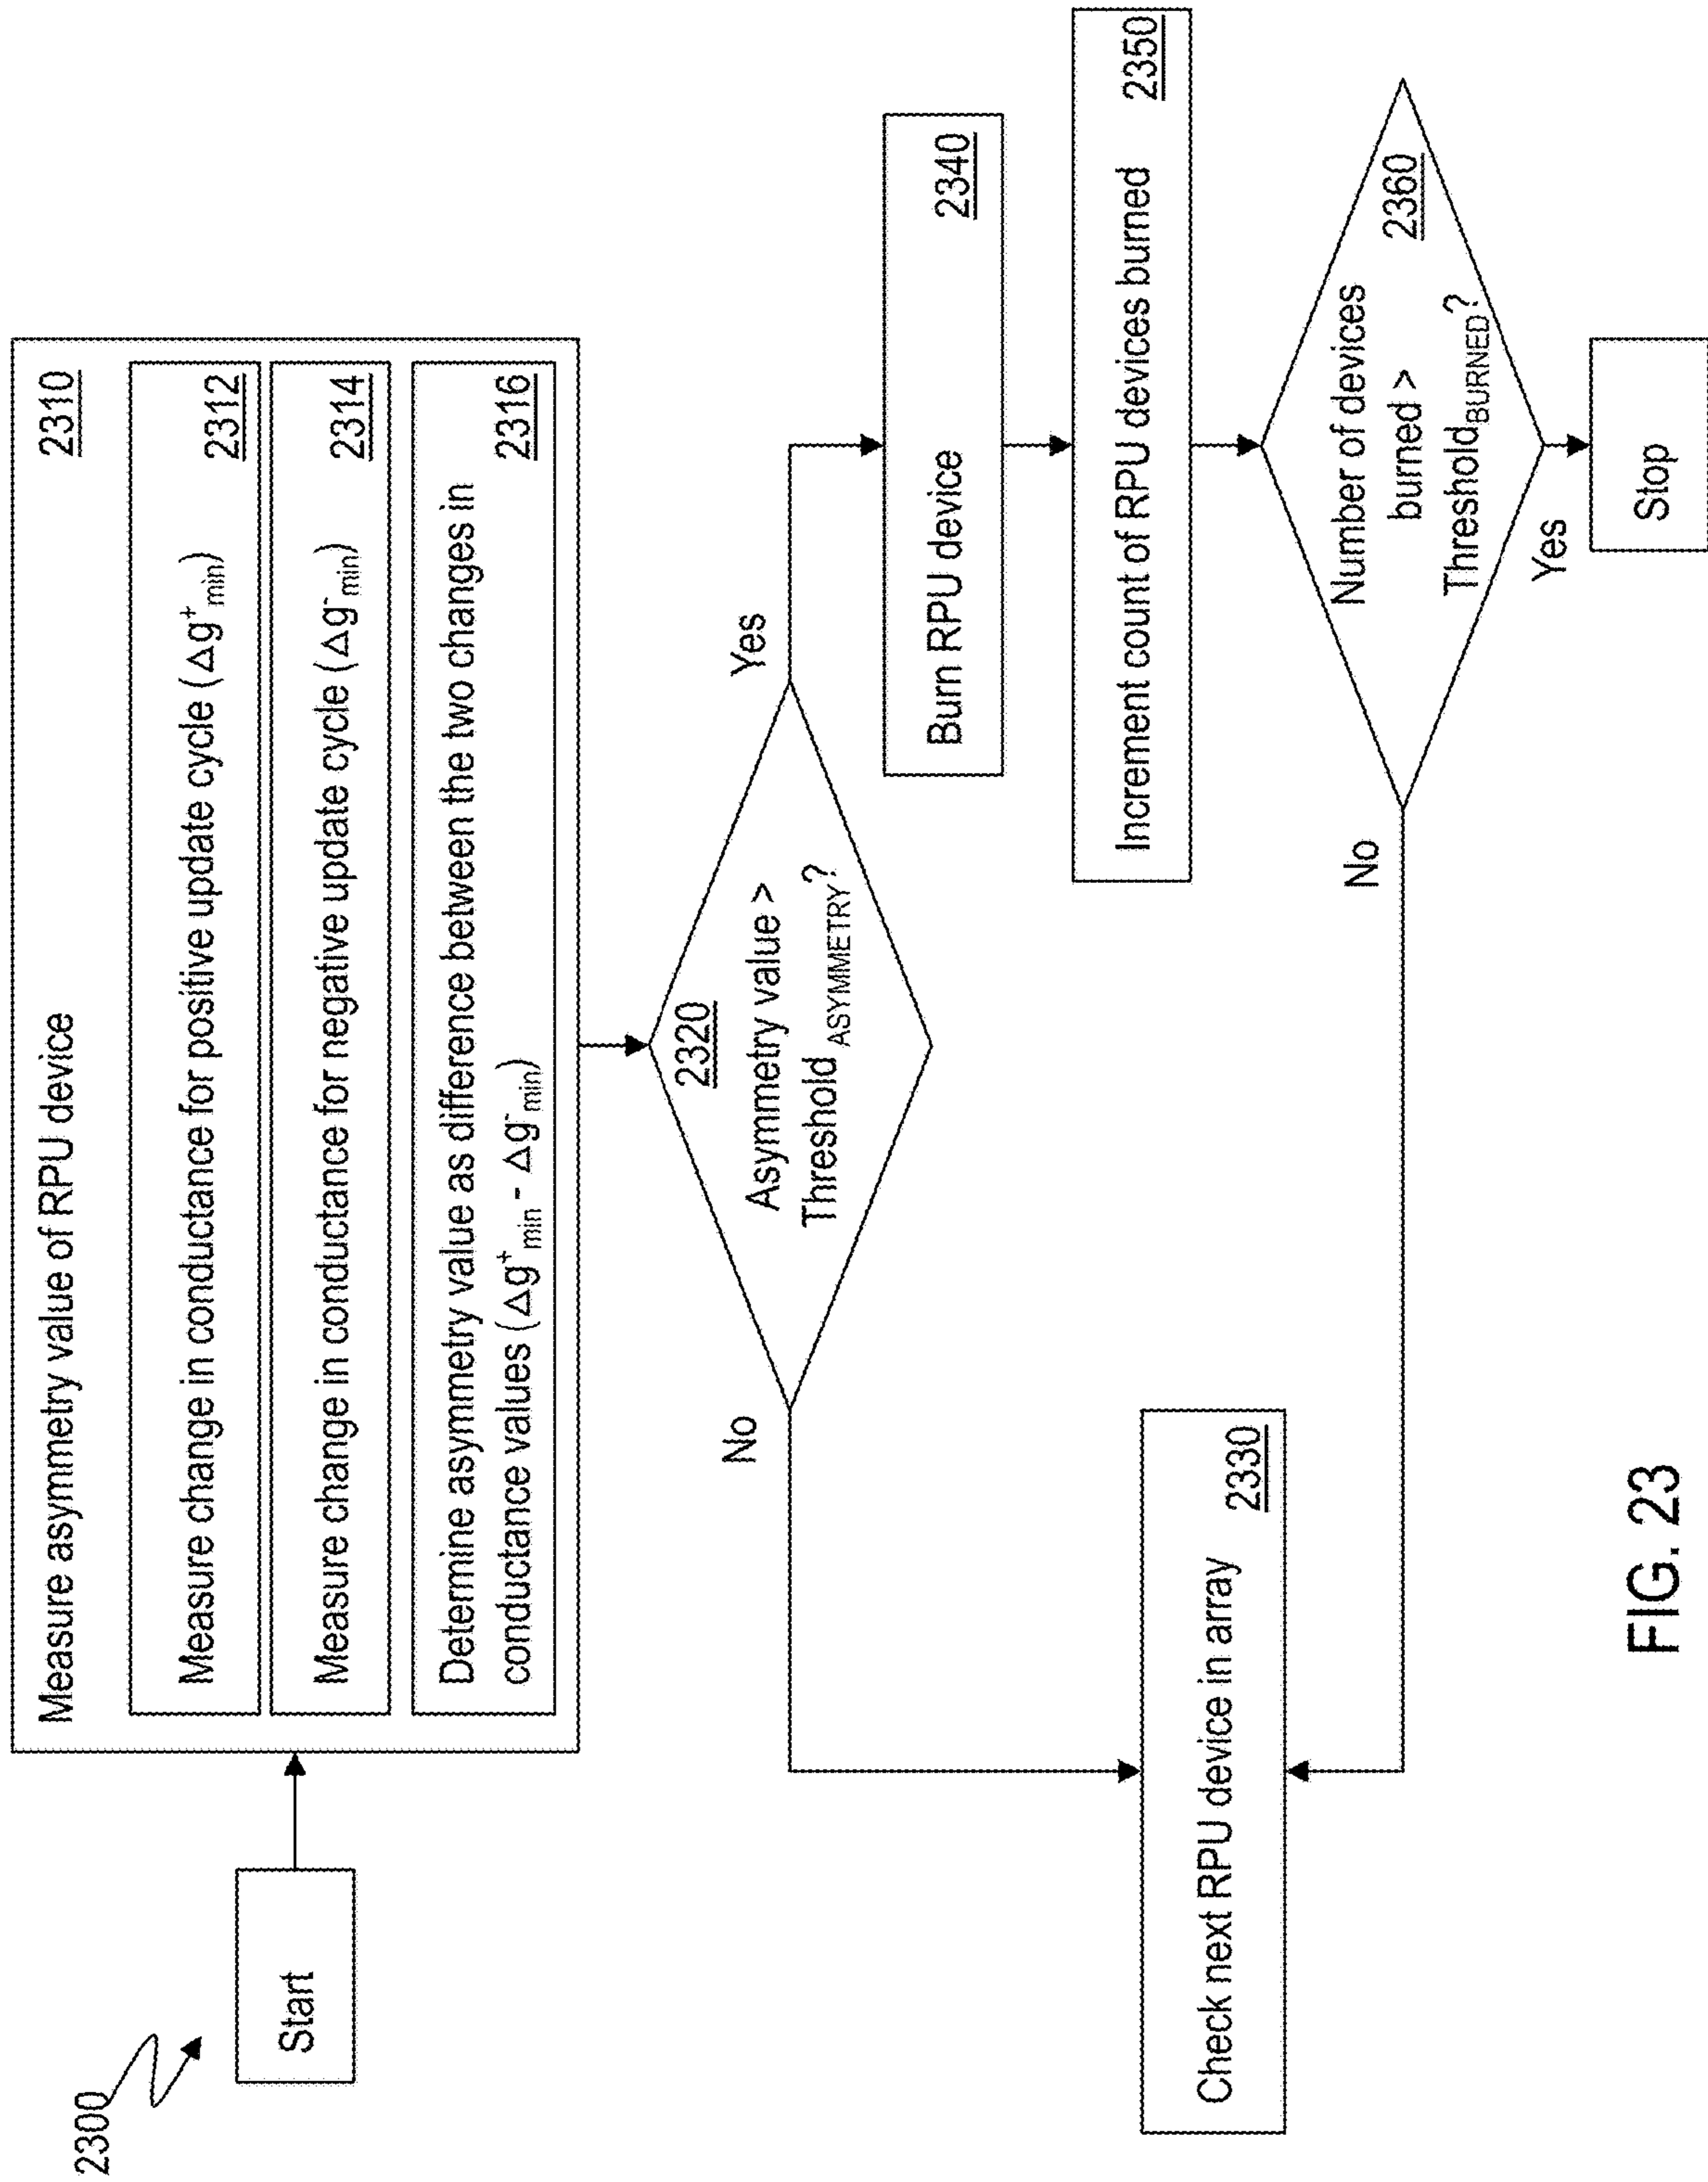 2300
Start
Measure asymmetry value of RPU device
2310
Measure change in conductance for positive update cycle (Δg⁺min)
2312
Measure change in conductance for negative update cycle (Δg⁻min)
2314
Determine asymmetry value as difference between the two changes in
conductance values (Δg⁺min - Δg⁻min)
2316
2320
Asymmetry value >
Threshold ASYMMETRY?
No
Yes
Check next RPU device in array
2330
Burn RPU device
2340
Increment count of RPU devices burned
2350
Number of devices
burned >
ThresholdBURNED?
2360
No
Yes
Stop
FIG. 23